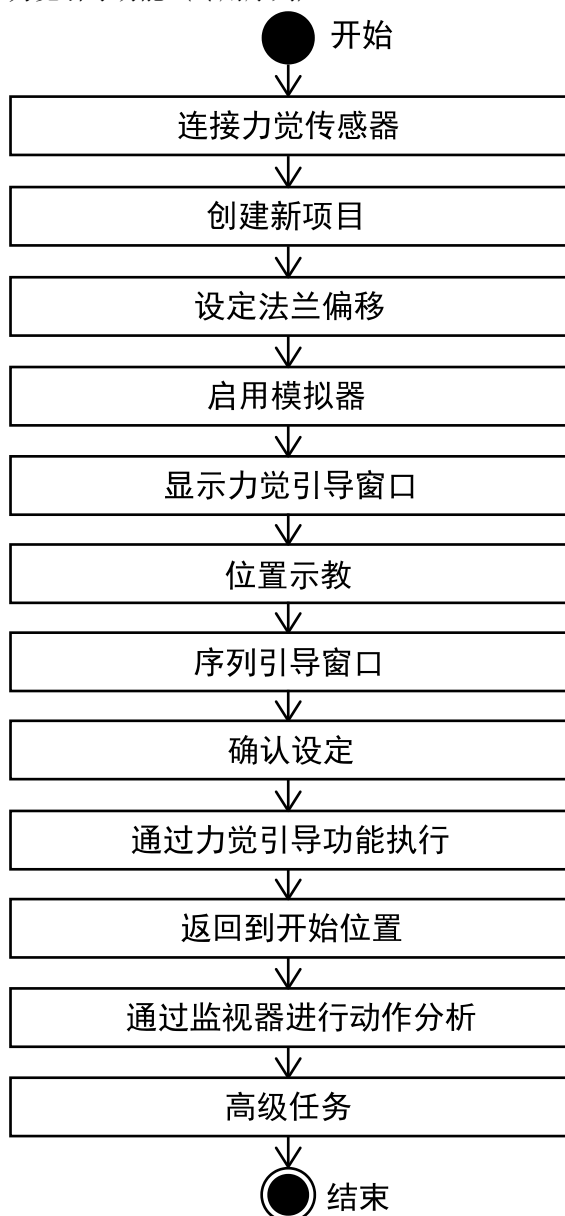 开始
连接力觉传感器
创建新项目
设定法兰偏移
启用模拟器
显示力觉引导窗口
位置示教
序列引导窗口
确认设定
通过力觉引导功能执行
返回到开始位置
通过监视器进行动作分析
高级任务
结束